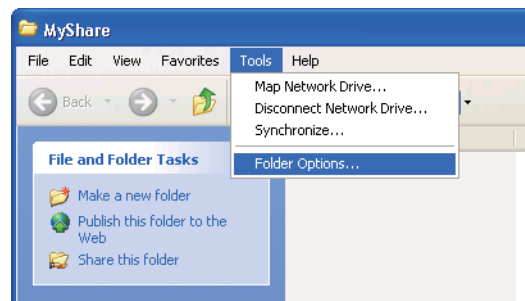 MyShare
File Edit View Favorites Tools Help
Back
Map Network Drive...
Disconnect Network Drive...
Synchronize...
Folder Options...
File and Folder Tasks
Make a new folder
Publish this folder to the
Web
Share this folder